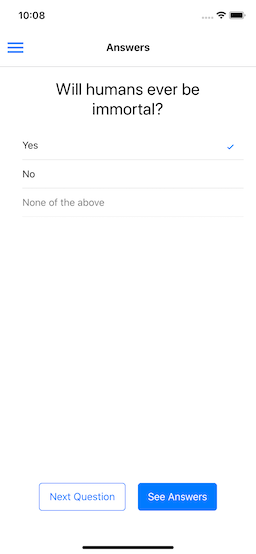 10:08
Answers
Will humans ever be
immortal?
Yes
No
None of the above
Next Question
See Answers